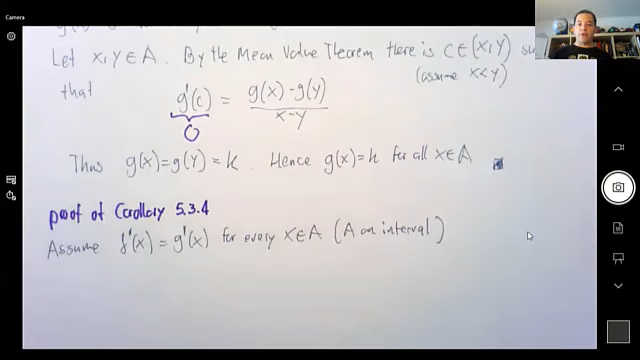 Camera
Let x,y ∈ A. By the Mean Value Theorem there is c ∈ (x,y)
(assume x<y)
that g'(c) = g(x)-g(y) / x-y
0
Thus g(x)=g(y)=k. Hence g(x)=k for all x∈A
proof of Corollary 5.3.4
Assume f'(x) = g'(x) for every x∈A (A an interval)